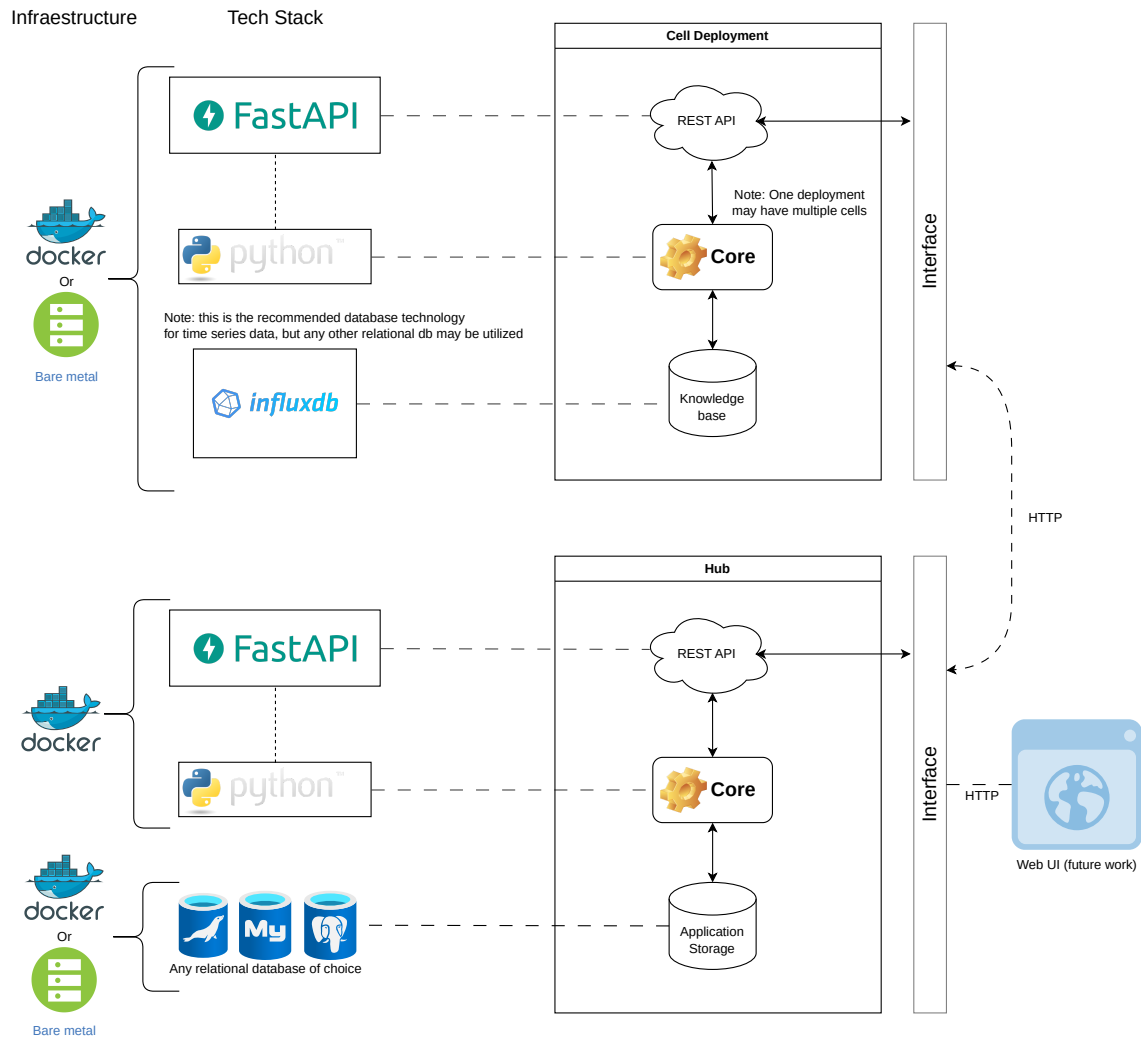 Infraestructure
Tech Stack
Cell Deployment
FastAPI
REST API
Note: One deployment
may have multiple cells
docker
Or
Bare metal
python™
Core
Interface
Note: this is the recommended database technology
for time series data, but any other relational db may be utilized
influxdb
Knowledge
base
HTTP
Hub
FastAPI
REST API
docker
python™
Core
Interface
HTTP
Web UI (future work)
docker
Or
Bare metal
My
Any relational database of choice
Application
Storage